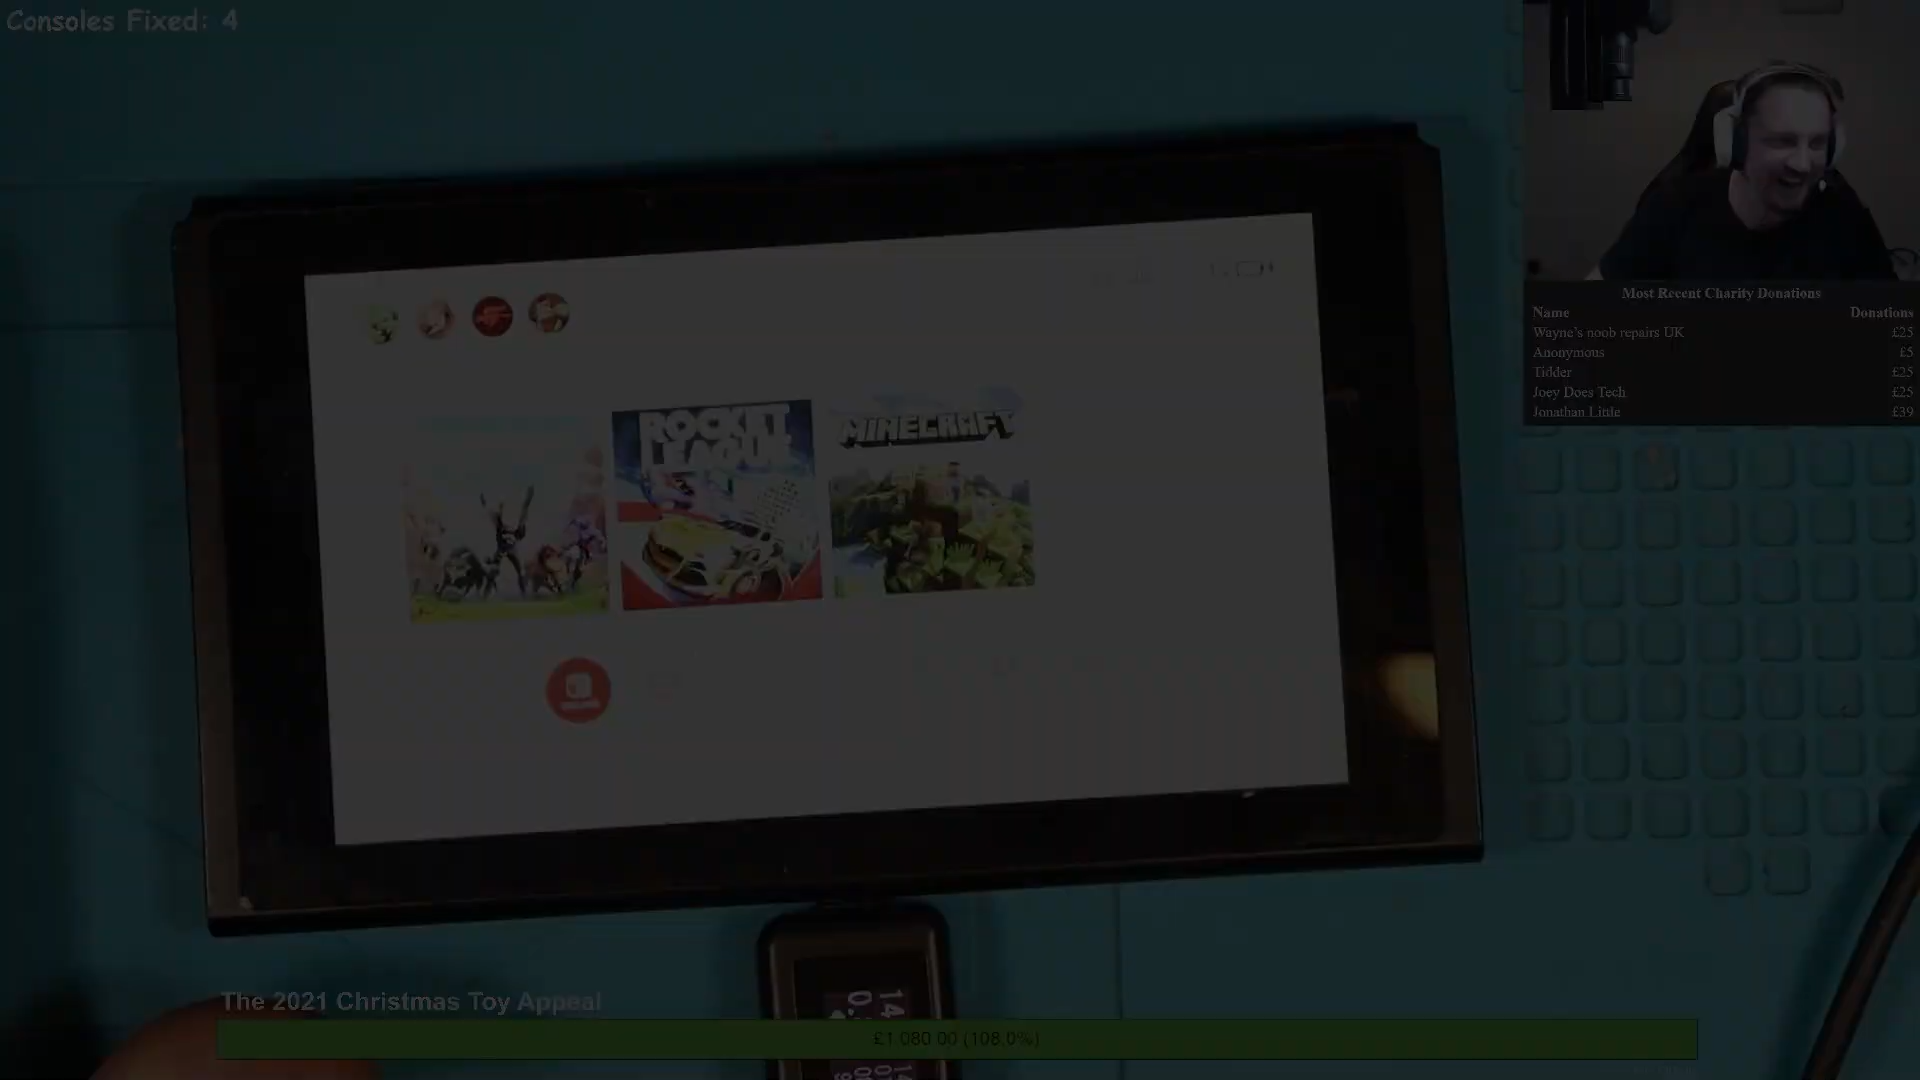 Consoles Fixed: 4
Most Recent Charity Donations
Name Donations
Wayne's noob repairs UK £25
Anonymous £5
Tidder £25
Joey Does Tech £25
Jonathan Little £39
ROCKET
LEAGUE
MINECRAFT
The 2021 Christmas Toy Appeal
£1,080.00 (108.0%)